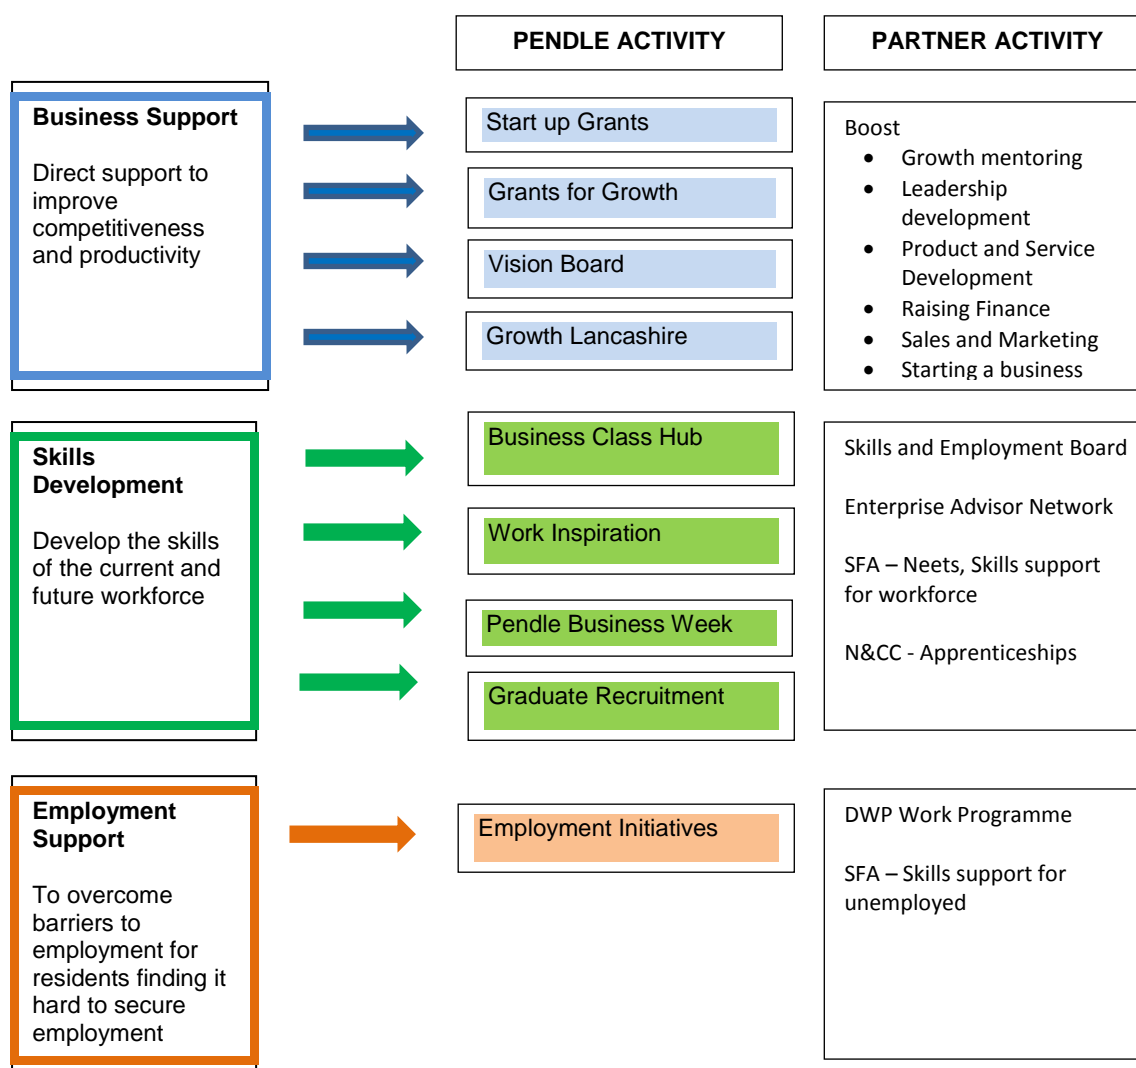 PENDLE ACTIVITY
PARTNER ACTIVITY
Business Support
Direct support to
improve
competitiveness
and productivity
Start up Grants
Grants for Growth
Vision Board
Growth Lancashire
Boost
• Growth mentoring
• Leadership
development
• Product and Service
Development
• Raising Finance
• Sales and Marketing
• Starting a business
Skills
Development
Develop the skills
of the current and
future workforce
Business Class Hub
Work Inspiration
Pendle Business Week
Graduate Recruitment
Skills and Employment Board
Enterprise Advisor Network
SFA – Neets, Skills support
for workforce
N&CC - Apprenticeships
Employment
Support
To overcome
barriers to
employment for
residents finding it
hard to secure
employment
Employment Initiatives
DWP Work Programme
SFA – Skills support for
unemployed